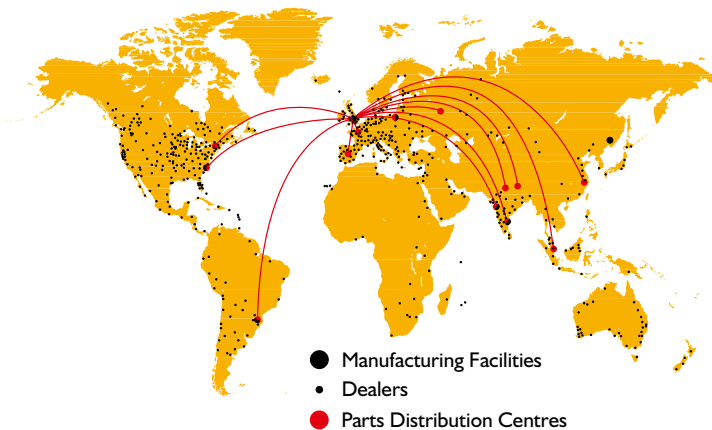 Manufacturing Facilities
Dealers
Parts Distribution Centres